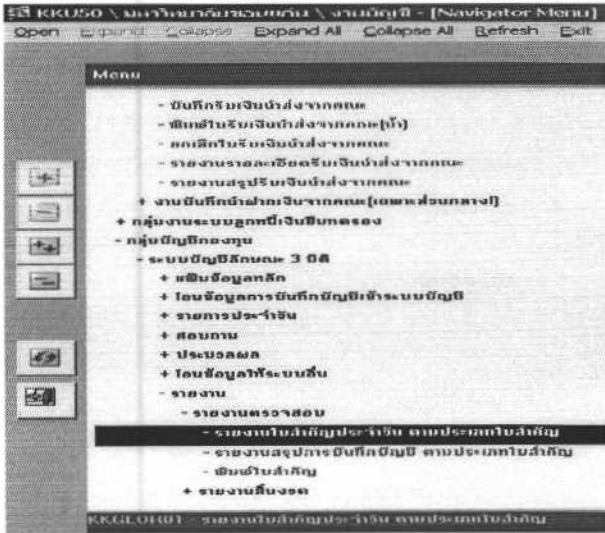 KKU50 \ มหาวิทยาลัยขอนแก่น \ งานบัญชี - [Navigator Menu]
Open Expand Collapse Expand All Collapse All Refresh Exit
Menu
- บันทึกรับเงินนำส่งจากคณะ
- พิมพ์ใบรับเงินนำส่งจากคณะ(น้ำ)
- ยกเลิกใบรับเงินนำส่งจากคณะ
- รายงานรายละเอียดรับเงินนำส่งจากคณะ
- รายงานสรุปรับเงินนำส่งจากคณะ
+ งานบันทึกนำฝากเงินจากคณะ[เฉพาะส่วนกลาง!]
+ กลุ่มงานระบบลูกหนี้เงินยืมทดรอง
- กลุ่มบัญชีกองทุน
- ระบบบัญชีลักษณะ 3 มิติ
+ แฟ้มข้อมูลหลัก
+ โอนข้อมูลการบันทึกบัญชีเข้าระบบบัญชี
+ รายการประจำวัน
+ สอบถาม
+ ประมวลผล
+ โอนข้อมูลให้ระบบอื่น
- รายงาน
- รายงานตรวจสอบ
- รายงานใบสำคัญประจำวัน ตามประเภทใบสำคัญ
- รายงานสรุปการบันทึกบัญชี ตามประเภทใบสำคัญ
- พิมพ์ใบสำคัญ
+ รายงานสิ้นงวด
KKGLOR01 - รายงานใบสำคัญประจำวัน ตามประเภทใบสำคัญ